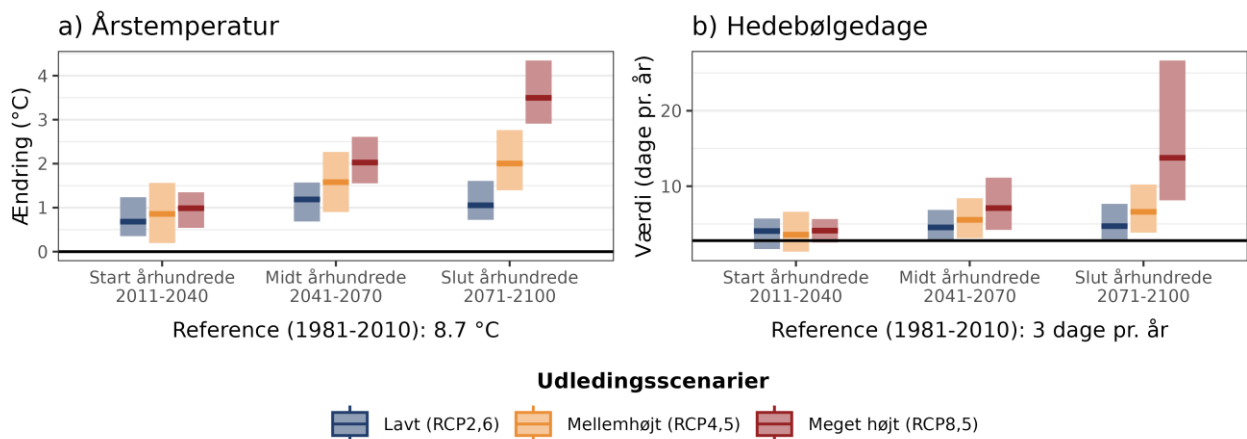 a) Årstemperatur
Ændring (°C)
4
3
2
1
0
Start århundrede
2011-2040
Midt århundrede
2041-2070
Slut århundrede
2071-2100
Reference (1981-2010): 8.7 °C
b) Hedebølgedage
Værdi (dage pr. år)
20
10
Start århundrede
2011-2040
Midt århundrede
2041-2070
Slut århundrede
2071-2100
Reference (1981-2010): 3 dage pr. år
Udledingsscenarier
Lavt (RCP2,6)
Mellemhøjt (RCP4,5)
Meget højt (RCP8,5)